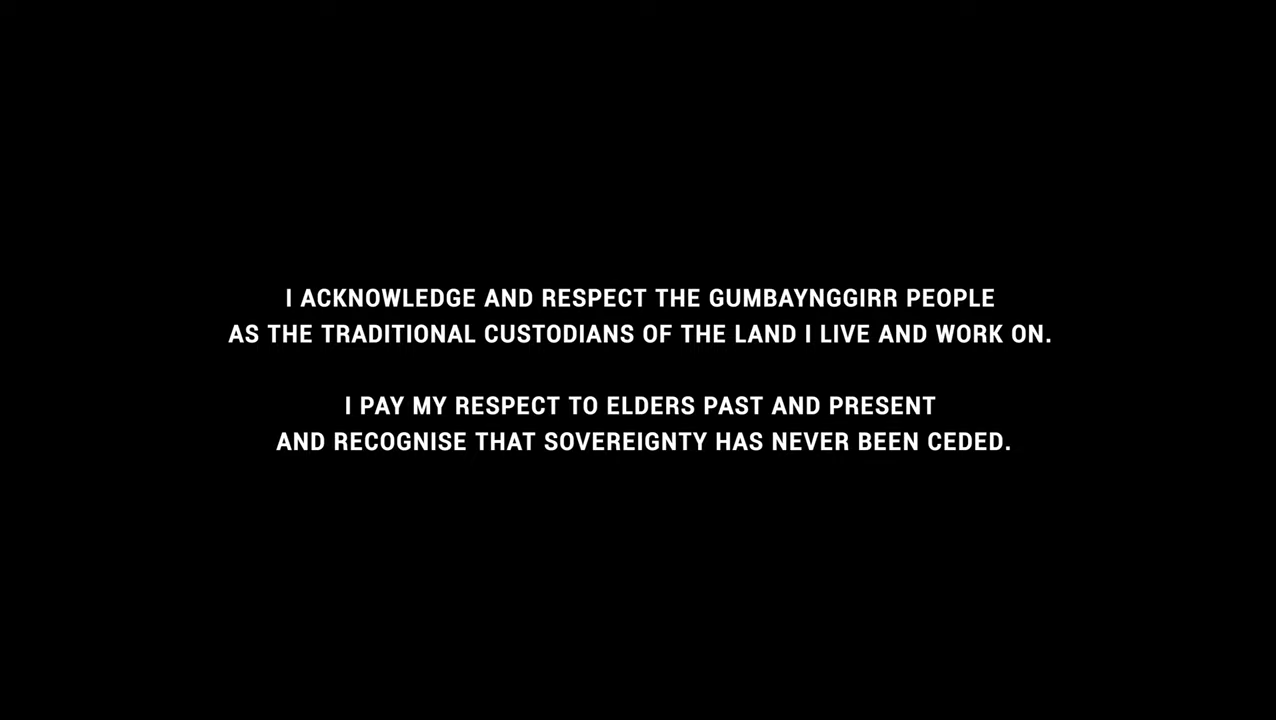 I ACKNOWLEDGE AND RESPECT THE GUMBAYNGGIRR PEOPLE
AS THE TRADITIONAL CUSTODIANS OF THE LAND I LIVE AND WORK ON.
I PAY MY RESPECT TO ELDERS PAST AND PRESENT
AND RECOGNISE THAT SOVEREIGNTY HAS NEVER BEEN CEDED.